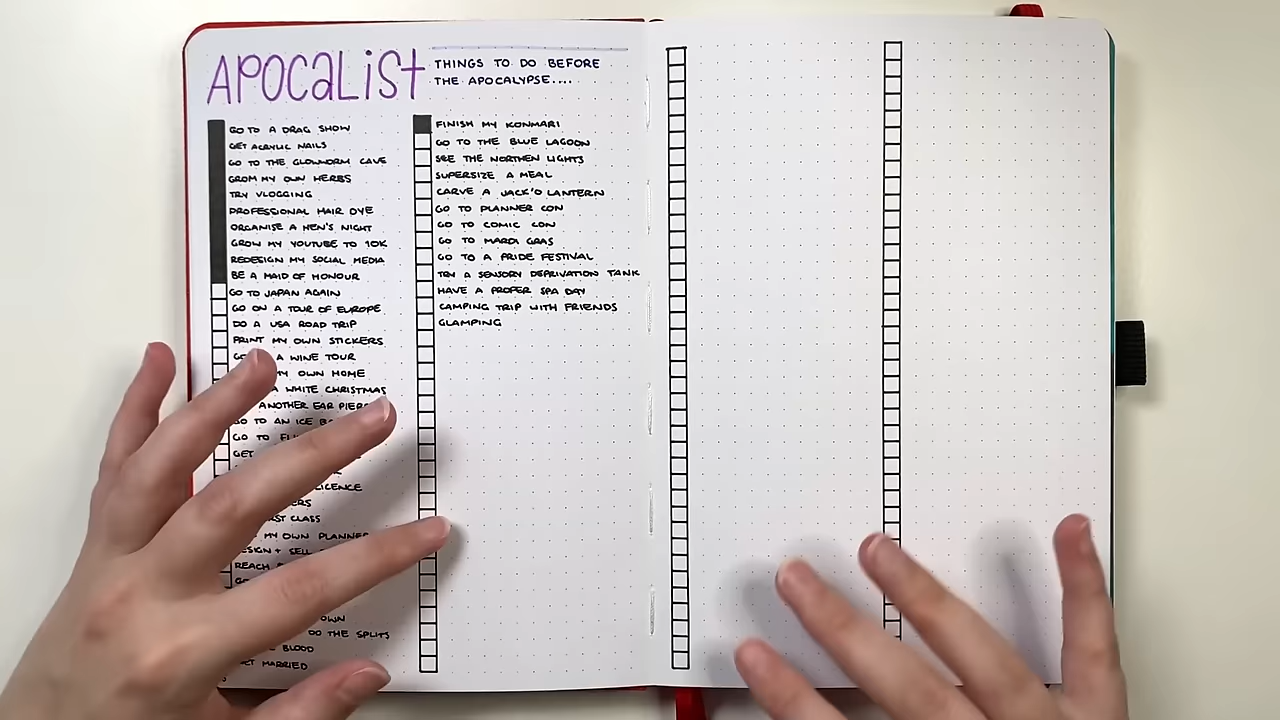 APOCALIST
THINGS TO DO BEFORE
THE APOCALYPSE....
GO TO A DRAG SHOW
GET ACRYLIC NAILS
GO TO THE GLOWWORM CAVE
GROW MY OWN HERBS
TRY VLOGGING
PROFESSIONAL HAIR DYE
ORGANISE A HEN'S NIGHT
GROW MY YOUTUBE TO 10K
REDESIGN MY SOCIAL MEDIA
BE A MAID OF HONOUR
GO TO JAPAN AGAIN
GO ON A TOUR OF EUROPE
DO A USA ROAD TRIP
PRINT MY OWN STICKERS
A WINE TOUR
MY OWN HOME
A WHITE CHRISTMAS
ANOTHER EAR
GO TO AN ICE
GO TO
GET
CLASS
MY OWN PLANNER
+ SELL
REACH
OWN
DO THE SPLITS
BLOOD
MARRIED
FINISH MY KONMARI
GO TO THE BLUE LAGOON
SEE THE NORTHEN LIGHTS
SUPERSIZE A MEAL
CARVE A JACK'O LANTERN
GO TO PLANNER CON
GO TO COMIC CON
GO TO MARDI GRAS
GO TO A PRIDE FESTIVAL
TRY A SENSORY DEPRIVATION TANK
HAVE A PROPER SPA DAY
CAMPING TRIP WITH FRIENDS
GLAMPING